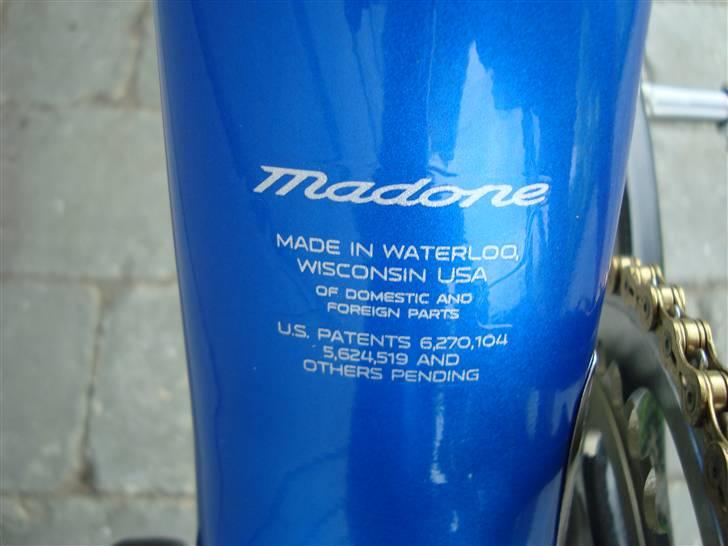 madone
MADE IN WATERLOO,
WISCONSIN USA
OF DOMESTIC AND
FOREIGN PARTS
U.S. PATENTS 6,270,104
5,624,519 AND
OTHERS PENDING